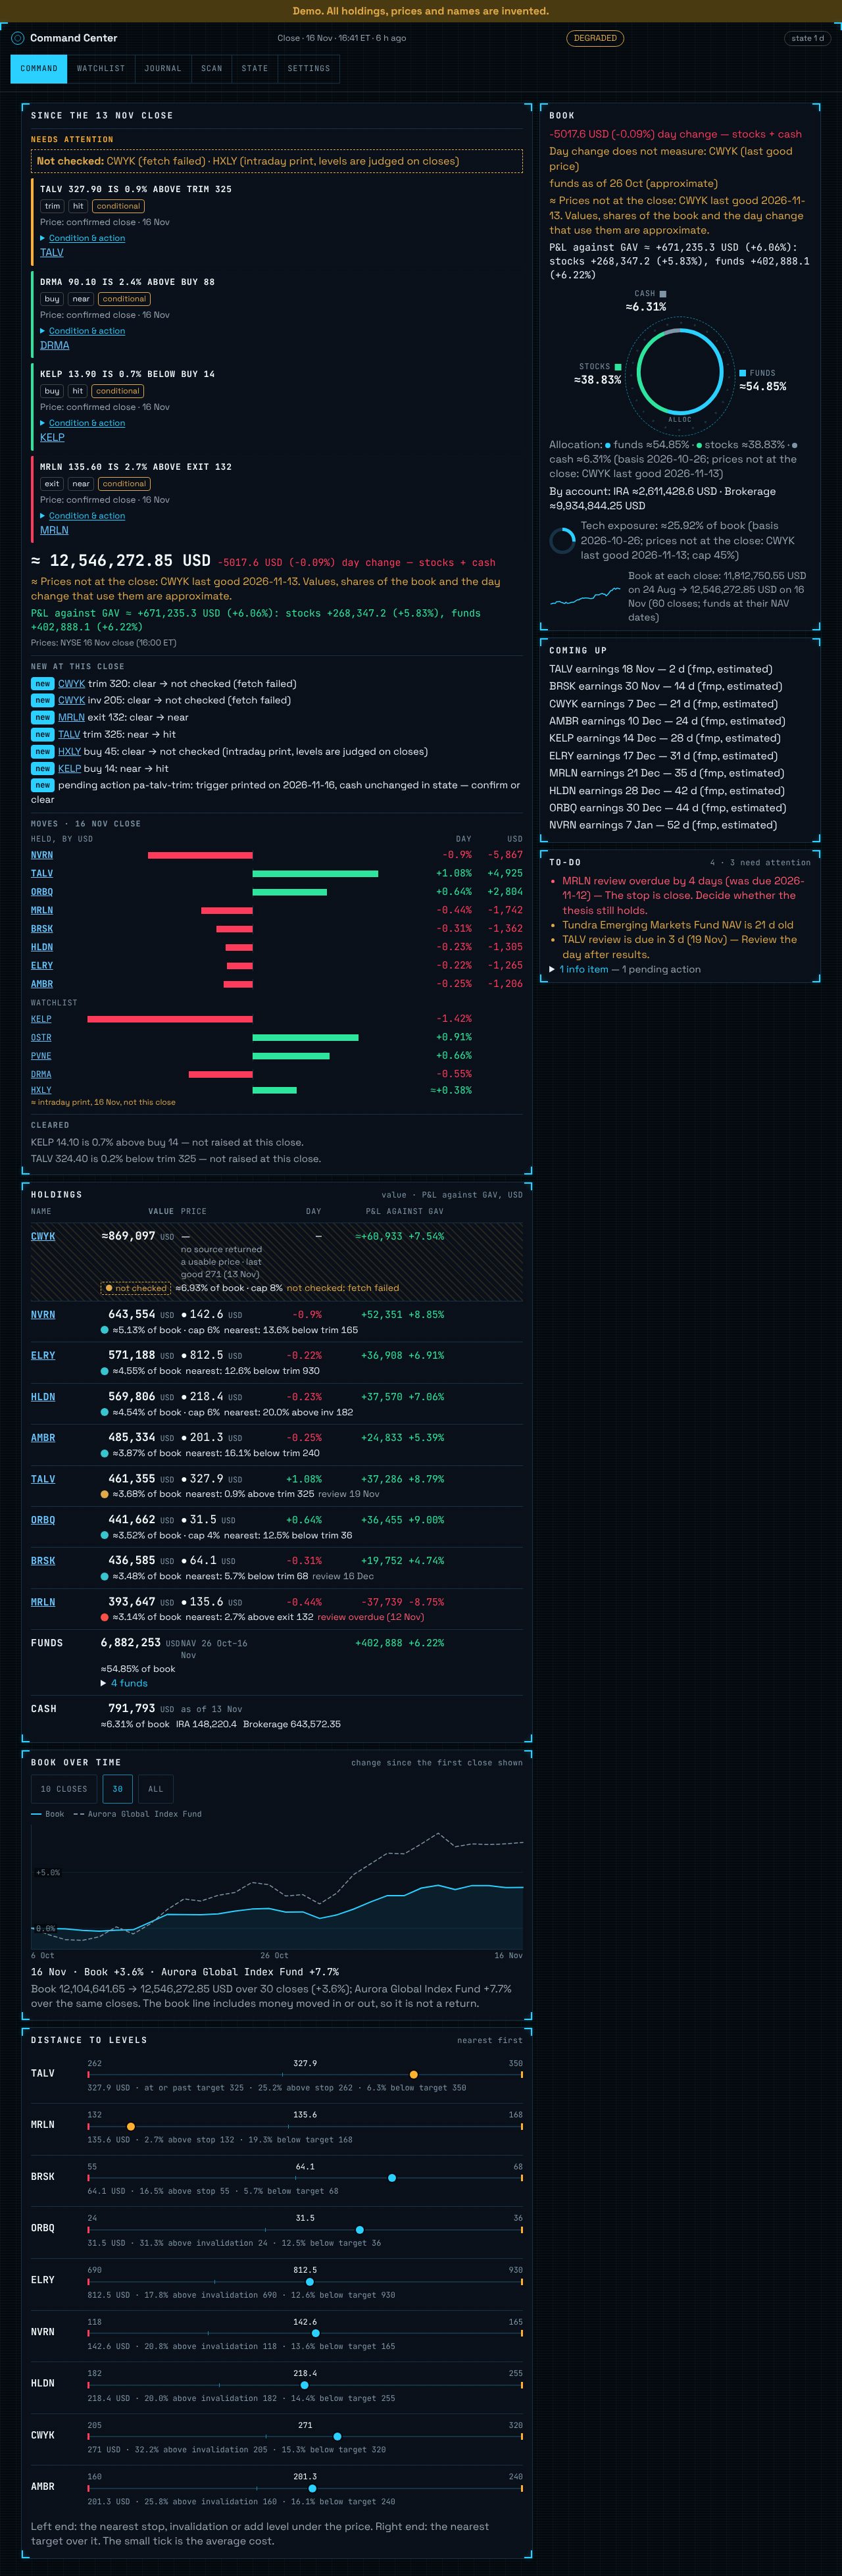 Demo. All holdings, prices and names are invented.
Command Center
Close · 16 Nov · 16:41 ET · 6 h ago
DEGRADED
state 1 d
COMMAND
WATCHLIST
JOURNAL
SCAN
STATE
SETTINGS
SINCE THE 13 NOV CLOSE
NEEDS ATTENTION
Not checked: CWYK (fetch failed) · HXLY (intraday print, levels are judged on closes)
TALV 327.90 IS 0.9% ABOVE TRIM 325
trim hit conditional
Price: confirmed close · 16 Nov
▶ Condition & action
TALV
DRMA 90.10 IS 2.4% ABOVE BUY 88
buy near conditional
Price: confirmed close · 16 Nov
▶ Condition & action
DRMA
KELP 13.90 IS 0.7% BELOW BUY 14
buy hit conditional
Price: confirmed close · 16 Nov
▶ Condition & action
KELP
MRLN 135.60 IS 2.7% ABOVE EXIT 132
exit near conditional
Price: confirmed close · 16 Nov
▶ Condition & action
MRLN
≈ 12,546,272.85 USD -5017.6 USD (-0.09%) day change — stocks + cash
≈ Prices not at the close: CWYK last good 2026-11-13. Values, shares of the book and the day
change that use them are approximate.
P&L against GAV ≈ +671,235.3 USD (+6.06%): stocks +268,347.2 (+5.83%), funds
+402,888.1 (+6.22%)
Prices: NYSE 16 Nov close (16:00 ET)
NEW AT THIS CLOSE
new CWYK trim 320: clear → not checked (fetch failed)
new CWYK inv 205: clear → not checked (fetch failed)
new MRLN exit 132: clear → near
new TALV trim 325: near → hit
new HXLY buy 45: clear → not checked (intraday print, levels are judged on closes)
new KELP buy 14: near → hit
new pending action pa-talv-trim: trigger printed on 2026-11-16, cash unchanged in state — confirm or
clear
MOVES · 16 NOV CLOSE
HELD, BY USD DAY USD
NVRN -0.9% -5,867
TALV +1.08% +4,925
ORBQ +0.64% +2,804
MRLN -0.44% -1,742
BRSK -0.31% -1,362
HLDN -0.23% -1,305
ELRY -0.22% -1,265
AMBR -0.25% -1,206
WATCHLIST
KELP -1.42%
OSTR +0.91%
PVNE +0.66%
DRMA -0.55%
HXLY ≈+0.38%
≈ intraday print, 16 Nov, not this close
CLEARED
KELP 14.10 is 0.7% above buy 14 — not raised at this close.
TALV 324.40 is 0.2% below trim 325 — not raised at this close.
HOLDINGS value · P&L against GAV, USD
NAME VALUE PRICE DAY P&L AGAINST GAV
CWYK ≈869,097 USD — — ≈+60,933 +7.54%
no source returned
a usable price · last
good 271 (13 Nov)
not checked ≈6.93% of book · cap 8% not checked: fetch failed
NVRN 643,554 USD 142.6 USD -0.9% +52,351 +8.85%
≈5.13% of book · cap 6% nearest: 13.6% below trim 165
ELRY 571,188 USD 812.5 USD -0.22% +36,908 +6.91%
≈4.55% of book nearest: 12.6% below trim 930
HLDN 569,806 USD 218.4 USD -0.23% +37,570 +7.06%
≈4.54% of book · cap 6% nearest: 20.0% above inv 182
AMBR 485,334 USD 201.3 USD -0.25% +24,833 +5.39%
≈3.87% of book nearest: 16.1% below trim 240
TALV 461,355 USD 327.9 USD +1.08% +37,286 +8.79%
≈3.68% of book nearest: 0.9% above trim 325 review 19 Nov
ORBQ 441,662 USD 31.5 USD +0.64% +36,455 +9.00%
≈3.52% of book · cap 4% nearest: 12.5% below trim 36
BRSK 436,585 USD 64.1 USD -0.31% +19,752 +4.74%
≈3.48% of book nearest: 5.7% below trim 68 review 16 Dec
MRLN 393,647 USD 135.6 USD -0.44% -37,739 -8.75%
≈3.14% of book nearest: 2.7% above exit 132 review overdue (12 Nov)
FUNDS 6,882,253 USD NAV 26 Oct–16 +402,888 +6.22%
Nov
≈54.85% of book
▶ 4 funds
CASH 791,793 USD as of 13 Nov
≈6.31% of book IRA 148,220.4 Brokerage 643,572.35
BOOK OVER TIME change since the first close shown
10 CLOSES 30 ALL
Book Aurora Global Index Fund
+5.0%
0.0%
6 Oct 26 Oct 16 Nov
16 Nov · Book +3.6% · Aurora Global Index Fund +7.7%
Book 12,104,641.65 → 12,546,272.85 USD over 30 closes (+3.6%); Aurora Global Index Fund +7.7%
over the same closes. The book line includes money moved in or out, so it is not a return.
DISTANCE TO LEVELS nearest first
262 327.9 350
TALV
327.9 USD · at or past target 325 · 25.2% above stop 262 · 6.3% below target 350
132 135.6 168
MRLN
135.6 USD · 2.7% above stop 132 · 19.3% below target 168
55 64.1 68
BRSK
64.1 USD · 16.5% above stop 55 · 5.7% below target 68
24 31.5 36
ORBQ
31.5 USD · 31.3% above invalidation 24 · 12.5% below target 36
690 812.5 930
ELRY
812.5 USD · 17.8% above invalidation 690 · 12.6% below target 930
118 142.6 165
NVRN
142.6 USD · 20.8% above invalidation 118 · 13.6% below target 165
182 218.4 255
HLDN
218.4 USD · 20.0% above invalidation 182 · 14.4% below target 255
205 271 320
CWYK
271 USD · 32.2% above invalidation 205 · 15.3% below target 320
160 201.3 240
AMBR
201.3 USD · 25.8% above invalidation 160 · 16.1% below target 240
Left end: the nearest stop, invalidation or add level under the price. Right end: the nearest
target over it. The small tick is the average cost.
BOOK
-5017.6 USD (-0.09%) day change — stocks + cash
Day change does not measure: CWYK (last good
price)
funds as of 26 Oct (approximate)
≈ Prices not at the close: CWYK last good 2026-11-
13. Values, shares of the book and the day change
that use them are approximate.
P&L against GAV ≈ +671,235.3 USD (+6.06%):
stocks +268,347.2 (+5.83%), funds +402,888.1
(+6.22%)
CASH
≈6.31%
STOCKS
≈38.83%
FUNDS
≈54.85%
ALLOC
Allocation: funds ≈54.85% · stocks ≈38.83% ·
cash ≈6.31% (basis 2026-10-26; prices not at the
close: CWYK last good 2026-11-13)
By account: IRA ≈2,611,428.6 USD · Brokerage
≈9,934,844.25 USD
Tech exposure: ≈25.92% of book (basis
2026-10-26; prices not at the close: CWYK
last good 2026-11-13; cap 45%)
Book at each close: 11,812,750.55 USD
on 24 Aug → 12,546,272.85 USD on 16
Nov (60 closes; funds at their NAV
dates)
COMING UP
TALV earnings 18 Nov — 2 d (fmp, estimated)
BRSK earnings 30 Nov — 14 d (fmp, estimated)
CWYK earnings 7 Dec — 21 d (fmp, estimated)
AMBR earnings 10 Dec — 24 d (fmp, estimated)
KELP earnings 14 Dec — 28 d (fmp, estimated)
ELRY earnings 17 Dec — 31 d (fmp, estimated)
MRLN earnings 21 Dec — 35 d (fmp, estimated)
HLDN earnings 28 Dec — 42 d (fmp, estimated)
ORBQ earnings 30 Dec — 44 d (fmp, estimated)
NVRN earnings 7 Jan — 52 d (fmp, estimated)
TO-DO 4 · 3 need attention
• MRLN review overdue by 4 days (was due 2026-
11-12) — The stop is close. Decide whether the
thesis still holds.
• Tundra Emerging Markets Fund NAV is 21 d old
• TALV review is due in 3 d (19 Nov) — Review the
day after results.
▶ 1 info item — 1 pending action